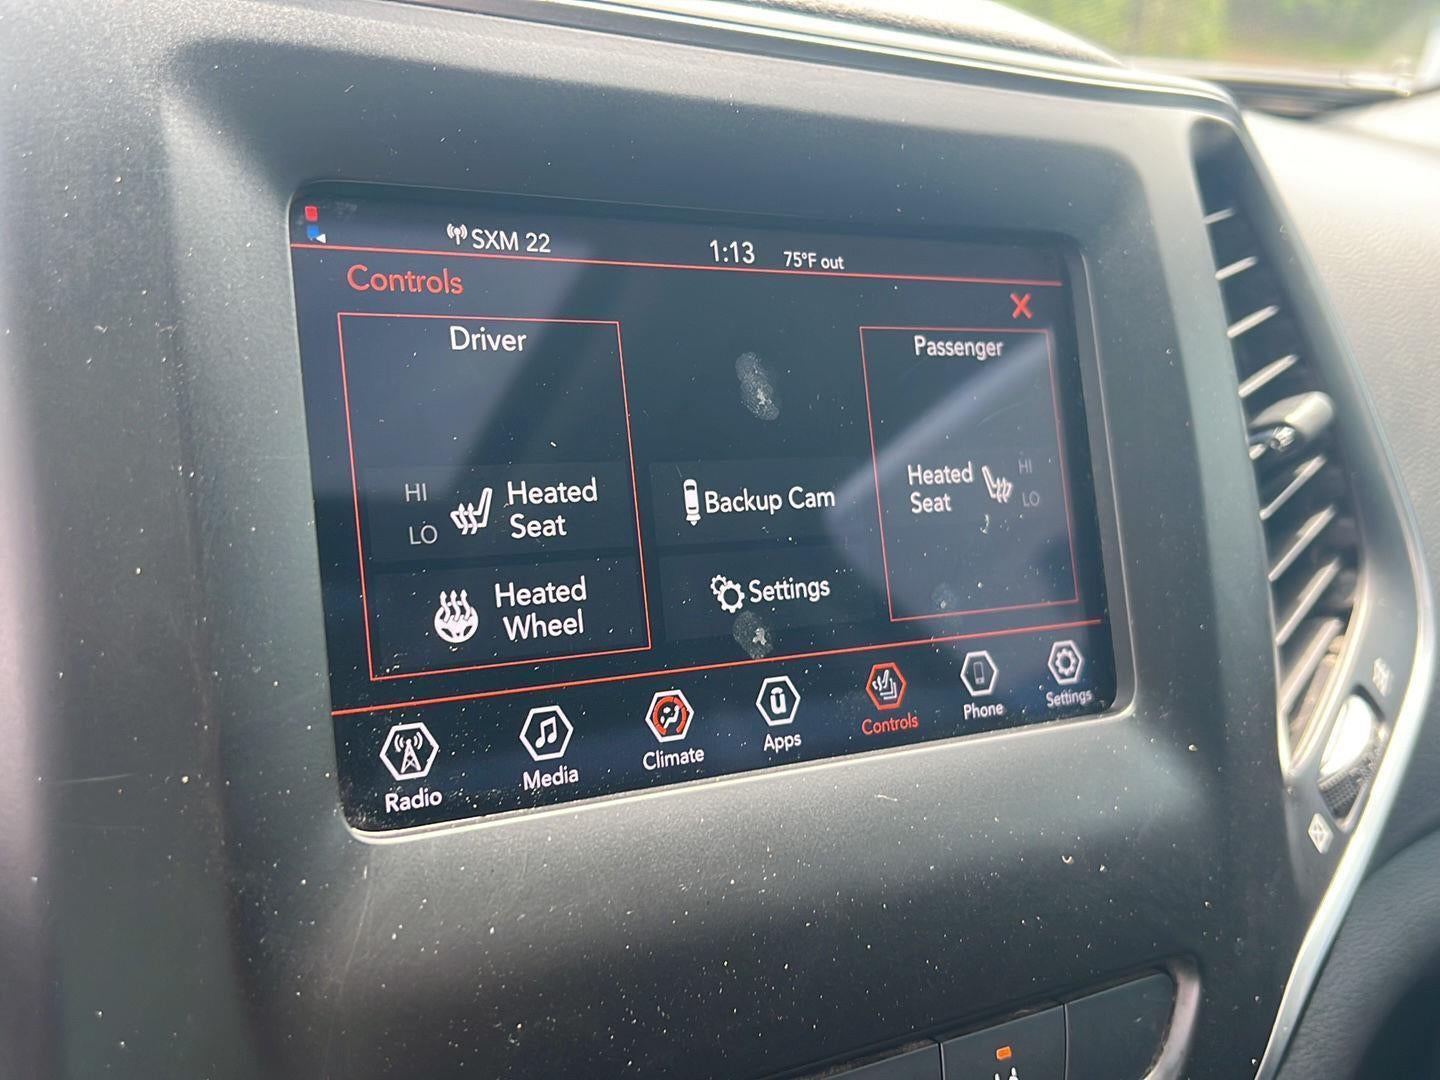 SXM 22
1:13
75°F out
Controls
X
Driver
Passenger
HI
LO
Heated
Seat
Backup Cam
Heated
Seat
HI
LO
Heated
Wheel
Settings
Radio
Media
Climate
Apps
Controls
Phone
Settings